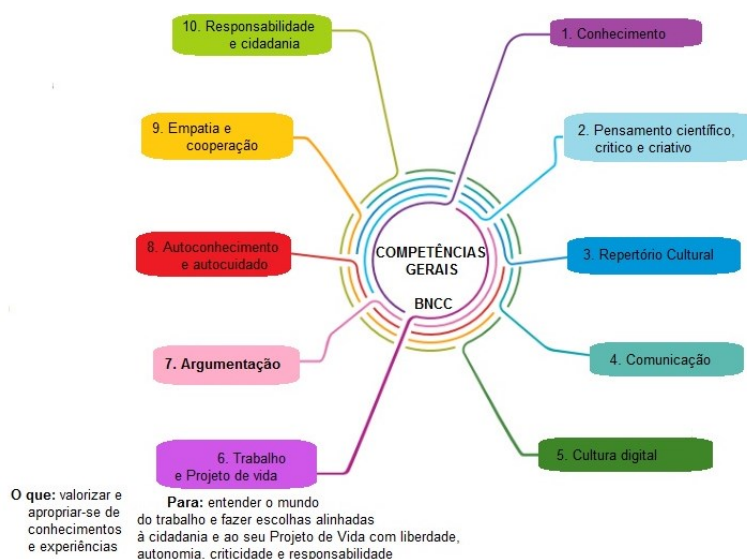 COMPETÊNCIAS
GERAIS
BNCC
1. Conhecimento
2. Pensamento científico,
critico e criativo
3. Repertório Cultural
4. Comunicação
5. Cultura digital
6. Trabalho
e Projeto de vida
7. Argumentação
8. Autoconhecimento
e autocuidado
9. Empatia e
cooperação
10. Responsabilidade
e cidadania
O que: valorizar e
apropriar-se de
conhecimentos
e experiências
Para: entender o mundo
do trabalho e fazer escolhas alinhadas
à cidadania e ao seu Projeto de Vida com liberdade,
autonomia, criticidade e responsabilidade